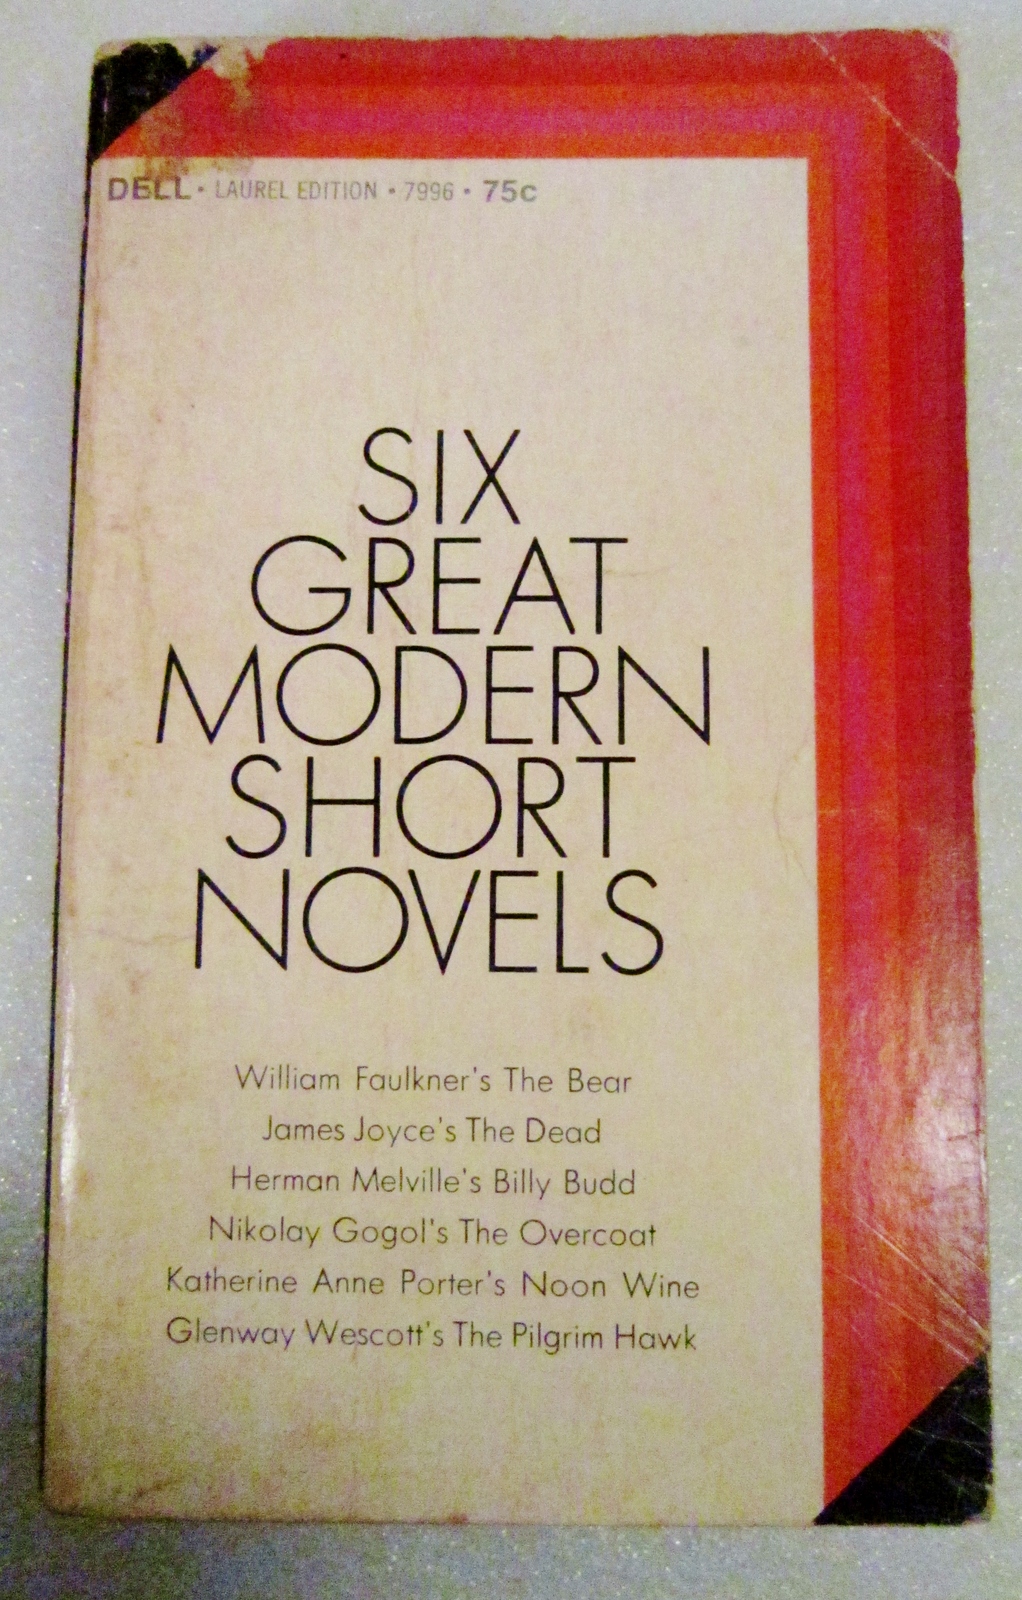 DELL • LAUREL EDITION • 7996 • 75c
SIX
GREAT
MODERN
SHORT
NOVELS
William Faulkner's The Bear
James Joyce's The Dead
Herman Melville's Billy Budd
Nikolay Gogol's The Overcoat
Katherine Anne Porter's Noon Wine
Glenway Wescott's The Pilgrim Hawk